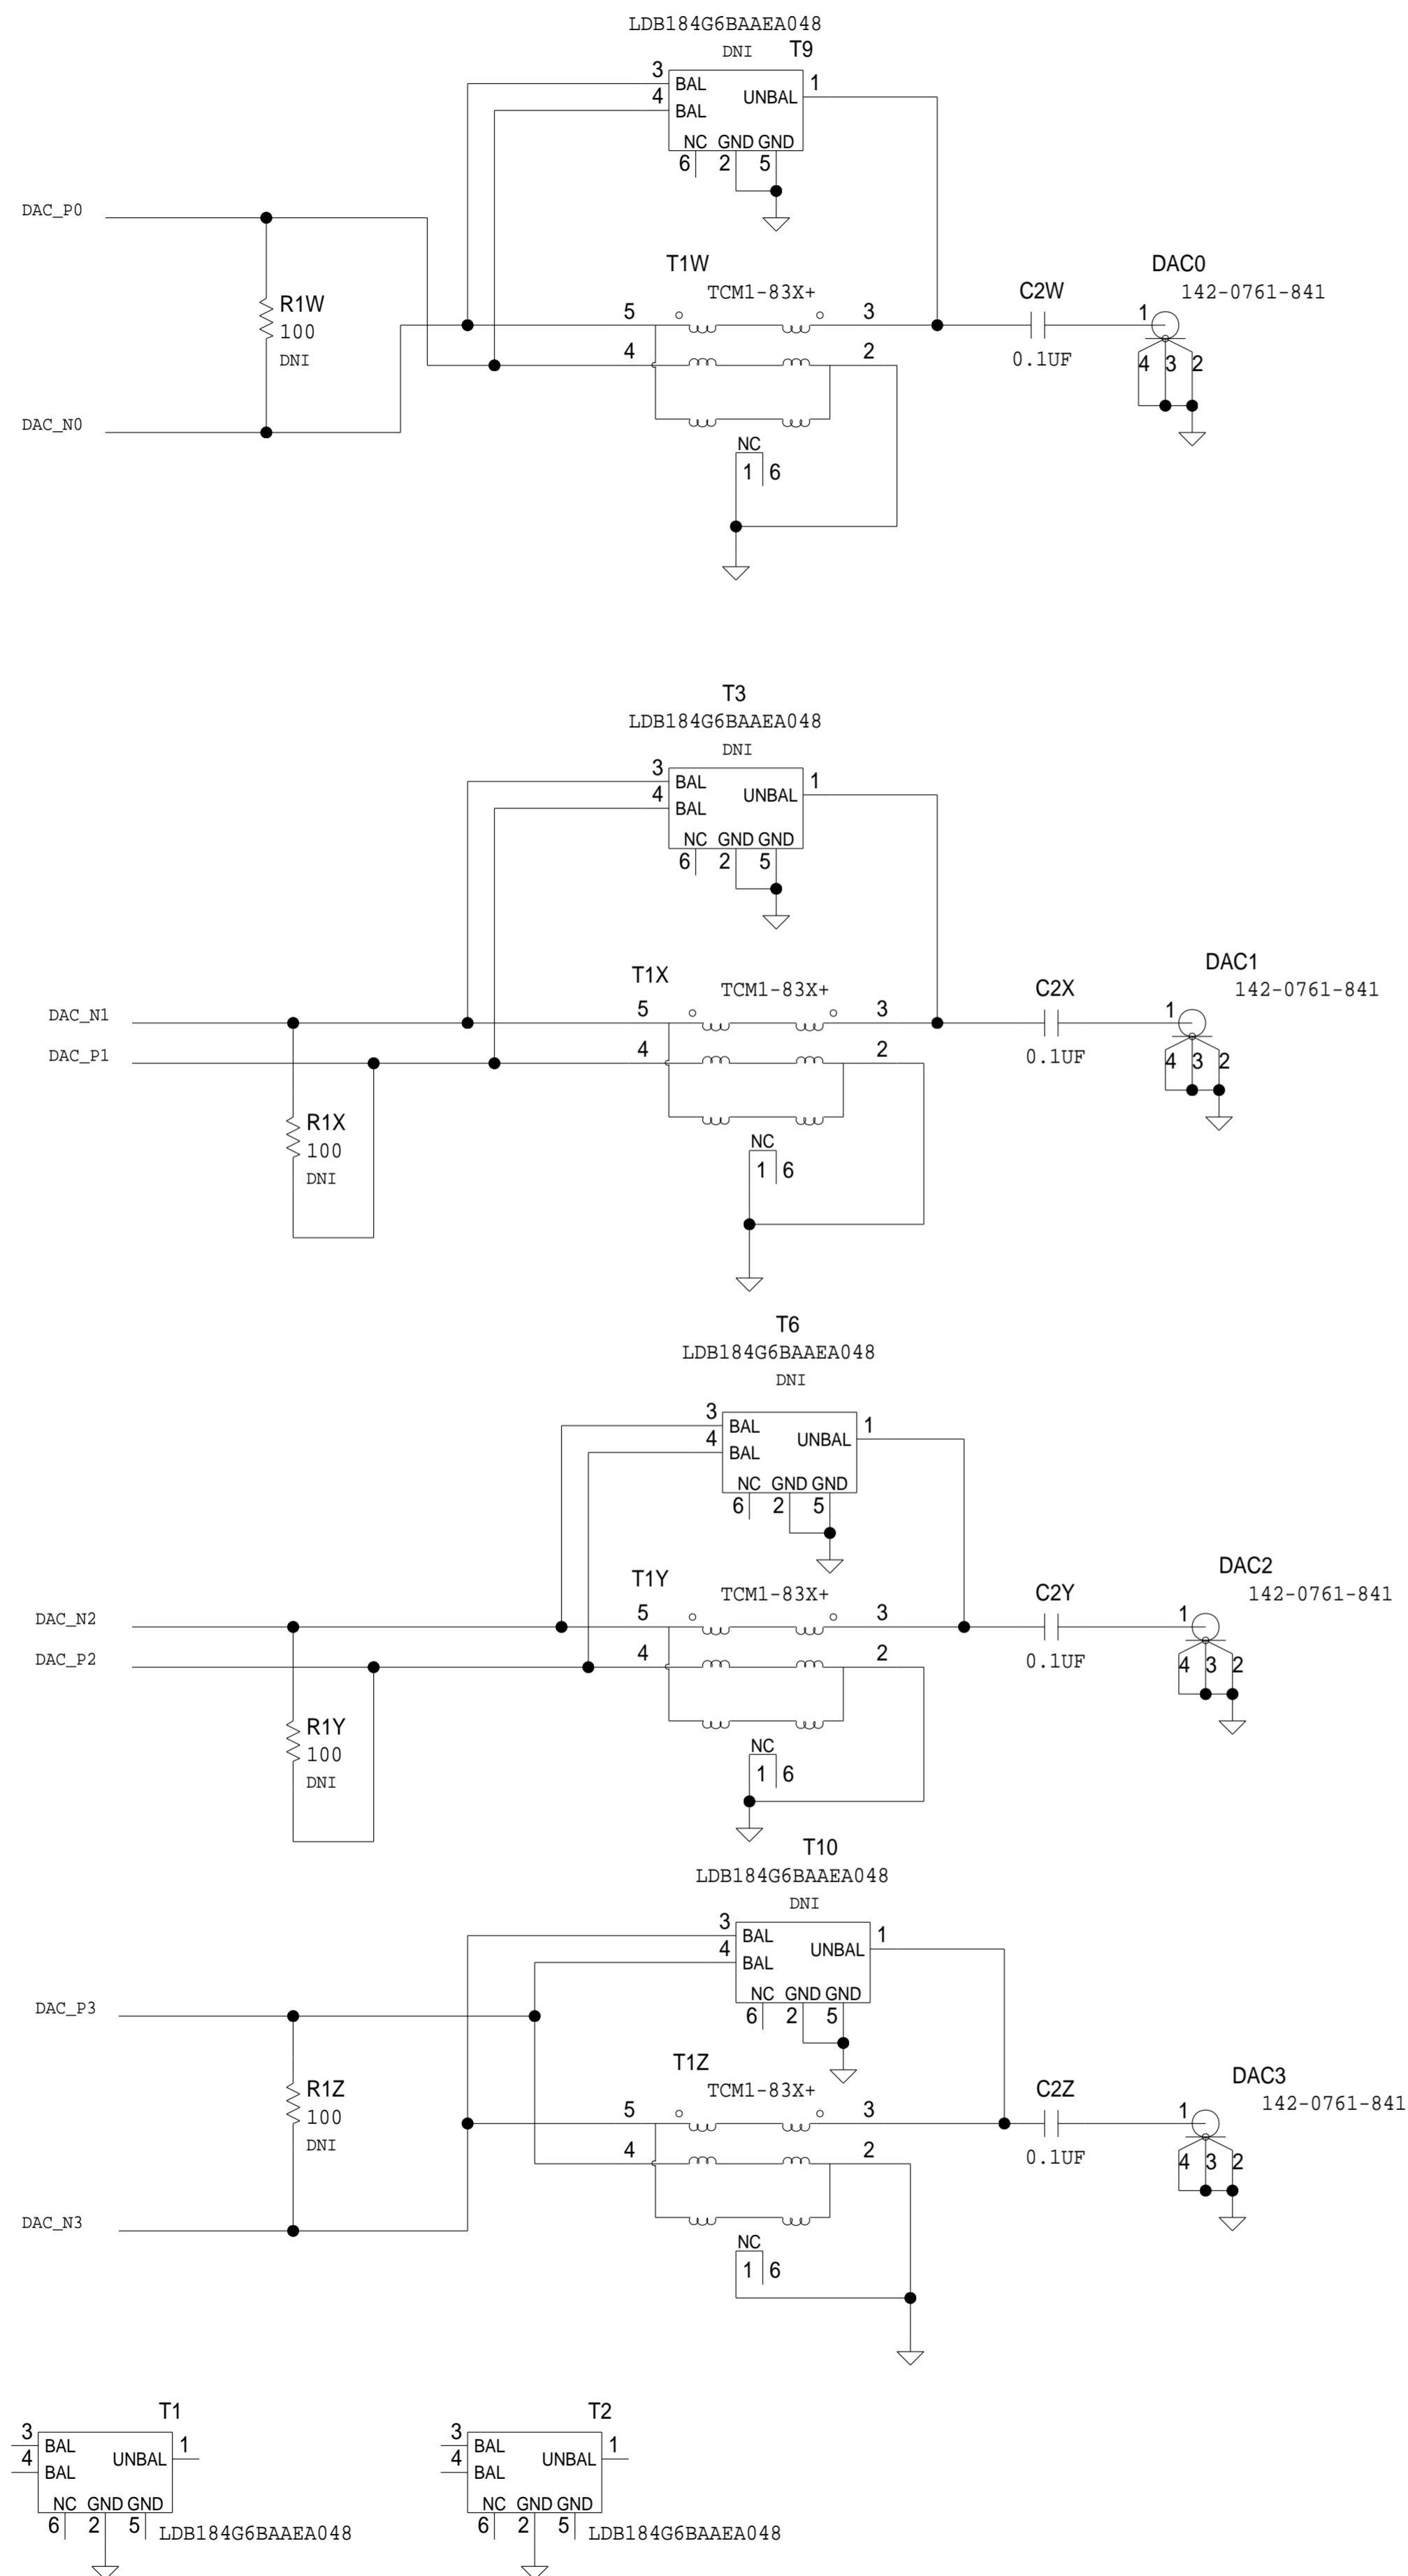 LDB184G6BAAEA048
DNI T9
3 BAL UNBAL 1
4 BAL
NC GND GND
6 2 5
DAC_P0
R1W
100
DNI
DAC_N0
T1W
TCM1-83X+
5 3
4 2
NC
1 6
C2W
0.1UF
DAC0
142-0761-841
1
4 3 2
T3
LDB184G6BAAEA048
DNI
3 BAL UNBAL 1
4 BAL
NC GND GND
6 2 5
DAC_N1
DAC_P1
R1X
100
DNI
T1X
TCM1-83X+
5 3
4 2
NC
1 6
C2X
0.1UF
DAC1
142-0761-841
1
4 3 2
T6
LDB184G6BAAEA048
DNI
3 BAL UNBAL 1
4 BAL
NC GND GND
6 2 5
DAC_N2
DAC_P2
R1Y
100
DNI
T1Y
TCM1-83X+
5 3
4 2
NC
1 6
C2Y
0.1UF
DAC2
142-0761-841
1
4 3 2
T10
LDB184G6BAAEA048
DNI
3 BAL UNBAL 1
4 BAL
NC GND GND
6 2 5
DAC_P3
R1Z
100
DNI
DAC_N3
T1Z
TCM1-83X+
5 3
4 2
NC
1 6
C2Z
0.1UF
DAC3
142-0761-841
1
4 3 2
T1
3 BAL UNBAL 1
4 BAL
NC GND GND
6 2 5 LDB184G6BAAEA048
T2
3 BAL UNBAL 1
4 BAL
NC GND GND
6 2 5 LDB184G6BAAEA048